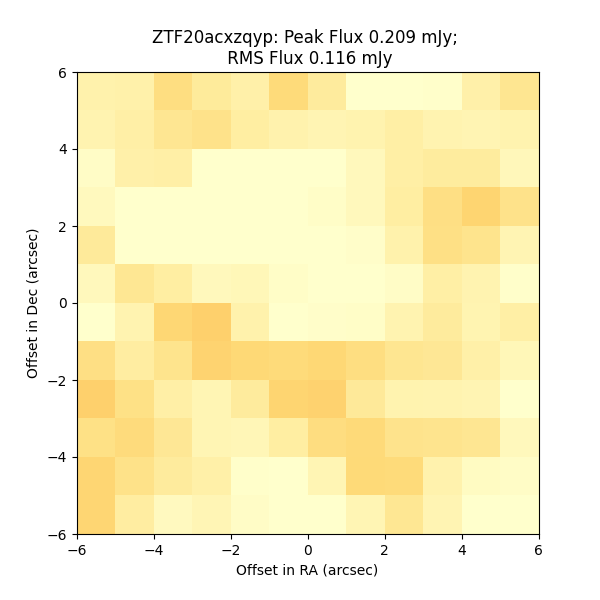 ZTF20acxzqyp: Peak Flux 0.209 mJy;
RMS Flux 0.116 mJy
6
4
2
0
−2
−4
−6
Offset in Dec (arcsec)
−6 −4 −2 0 2 4 6
Offset in RA (arcsec)